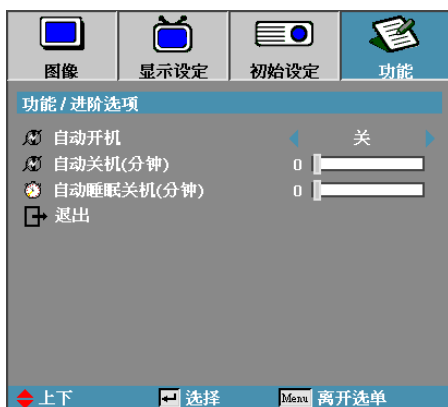 图像 显示设定 初始设定 功能
功能 / 进阶选项
自动开机 关
自动关机(分钟) 0
自动睡眠关机(分钟) 0
退出
上下 选择 Menu 离开选单